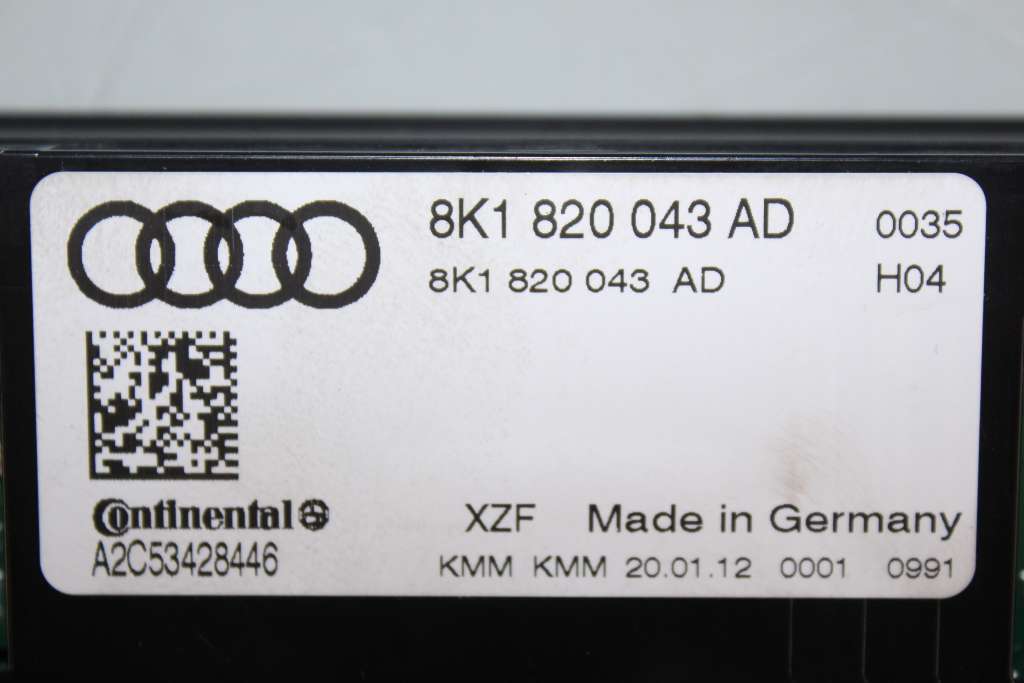 8K1 820 043 AD 0035
8K1 820 043 AD H04
Continental
A2C53428446
XZF Made in Germany
KMM KMM 20.01.12 0001 0991